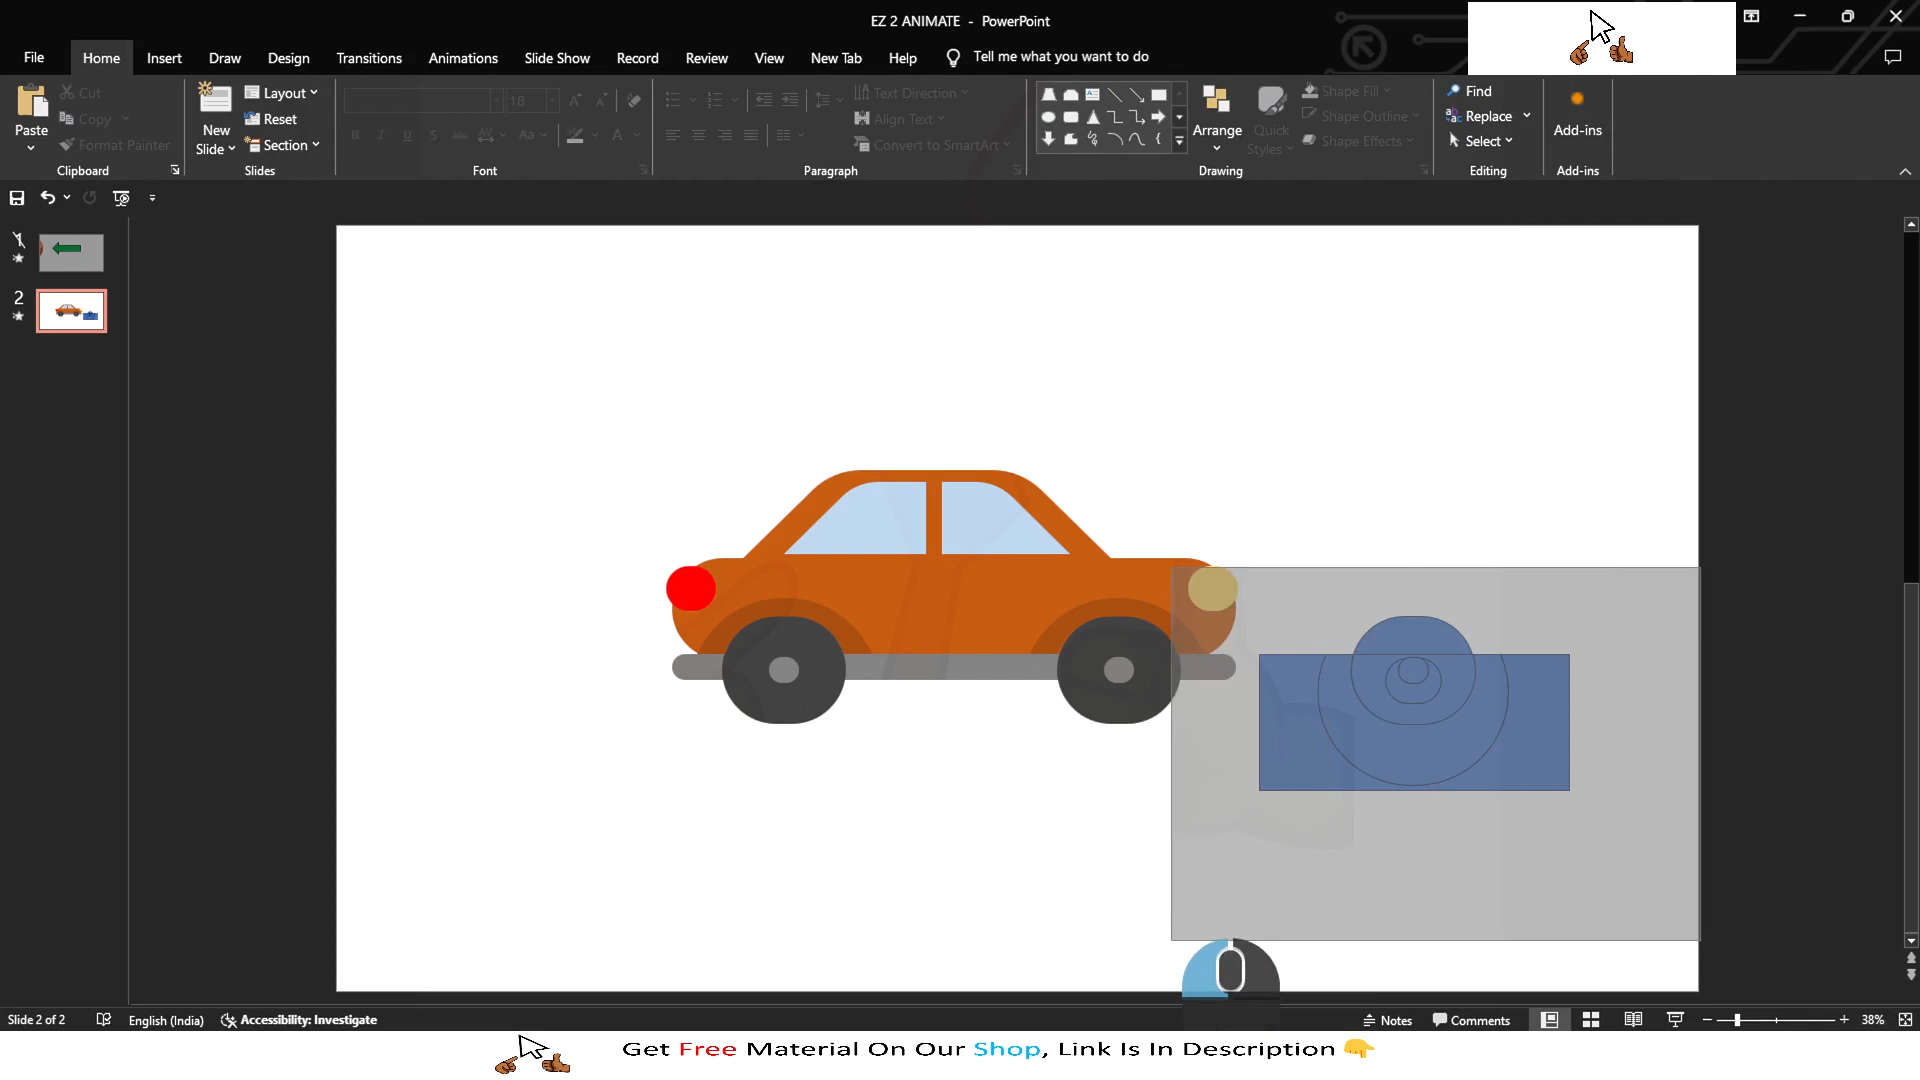 EZ 2 ANIMATE - PowerPoint
File Home Insert Draw Design Transitions Animations Slide Show Record Review View New Tab Help Tell me what you want to do
Paste
Cut
Copy
Format Painter
Clipboard
New Slide
Layout
Reset
Section
Slides
18
B I U S abc AV Aa A
Font
Text Direction
Align Text
Convert to SmartArt
Paragraph
Arrange
Quick Styles
Shape Fill
Shape Outline
Shape Effects
Drawing
Find
Replace
Select
Editing
Add-ins
Add-ins
1
2
Slide 2 of 2 English (India) Accessibility: Investigate Notes Comments 38%
Get Free Material On Our Shop, Link Is In Description